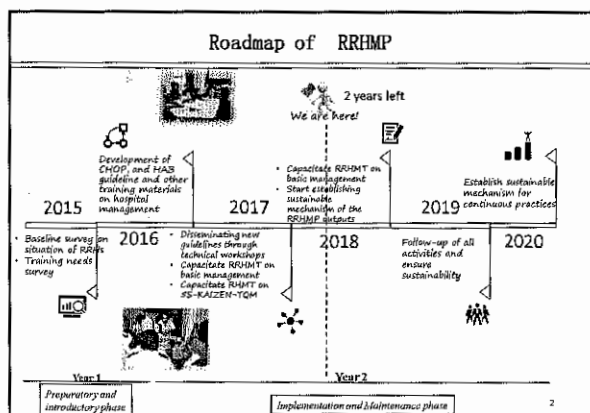 Roadmap of RRHMP
2 years left
We are here!
Development of
CHOP, and HAB
guideline and other
training materials
on hospital
management
• Capacitate RRHMT on
basic management
• Start establishing
sustainable
mechanism of the
RRHMP outputs
Establish sustainable
mechanism for
continuous practices
2015
2017
2019
• Baseline survey on
situation of RRHs
• Training needs
survey
2016
• Disseminating new
guidelines through
technical workshops
• Capacitate RRHMT on
basic management
• Capacitate RHMT on
5S-KAIZEN-TQM
2018
Follow-up of all
activities and
ensure
sustainability
2020
Year 1
Year 2
Preparatory and
introductory phase
Implementation and Maintenance phase
2